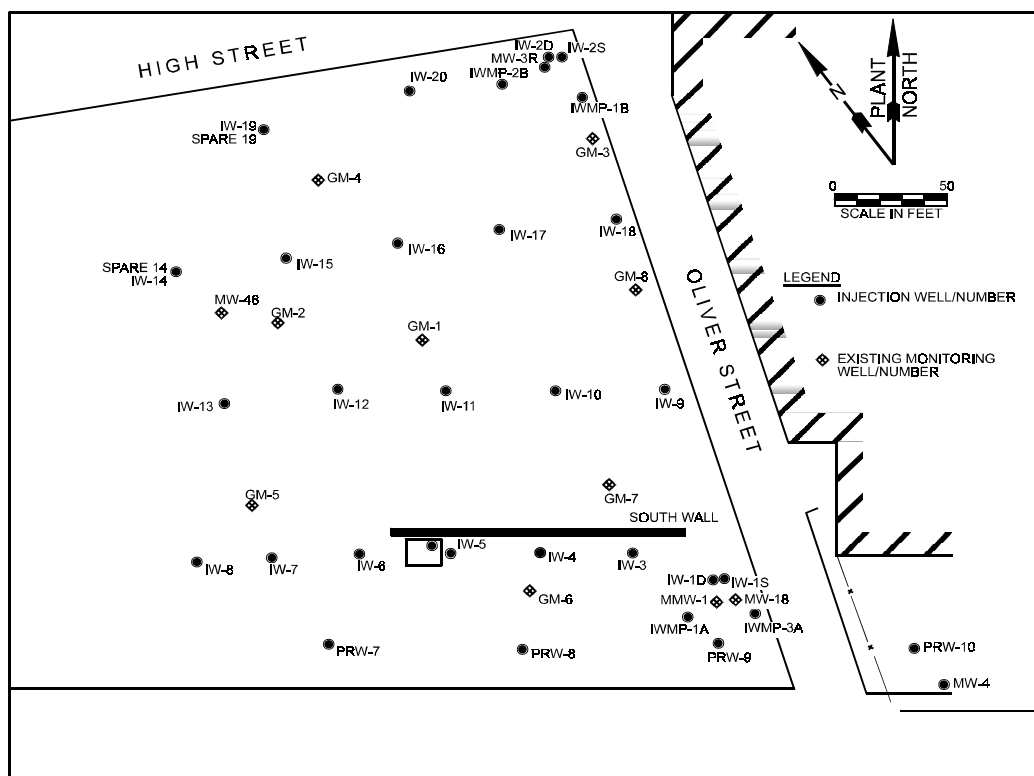 HIGH STREET
IW-2D
IW-2S
MW-3R
IWMP-2B
IW-20
IWMP-1B
IW-19
SPARE 19
GM-3
GM-4
N
PLANT
NORTH
0 50
SCALE IN FEET
IW-18
IW-17
IW-16
IW-15
SPARE 14
IW-14
GM-8
MW-46
GM-2
GM-1
OLIVER STREET
LEGEND
INJECTION WELL/NUMBER
EXISTING MONITORING
WELL/NUMBER
IW-13
IW-12
IW-11
IW-10
IW-9
GM-5
GM-7
SOUTH WALL
IW-8
IW-7
IW-6
IW-5
IW-4
IW-3
IW-1D
IW-1S
GM-6
MMW-1
MW-18
IWMP-1A
IWMP-3A
PRW-7
PRW-8
PRW-9
PRW-10
MW-4